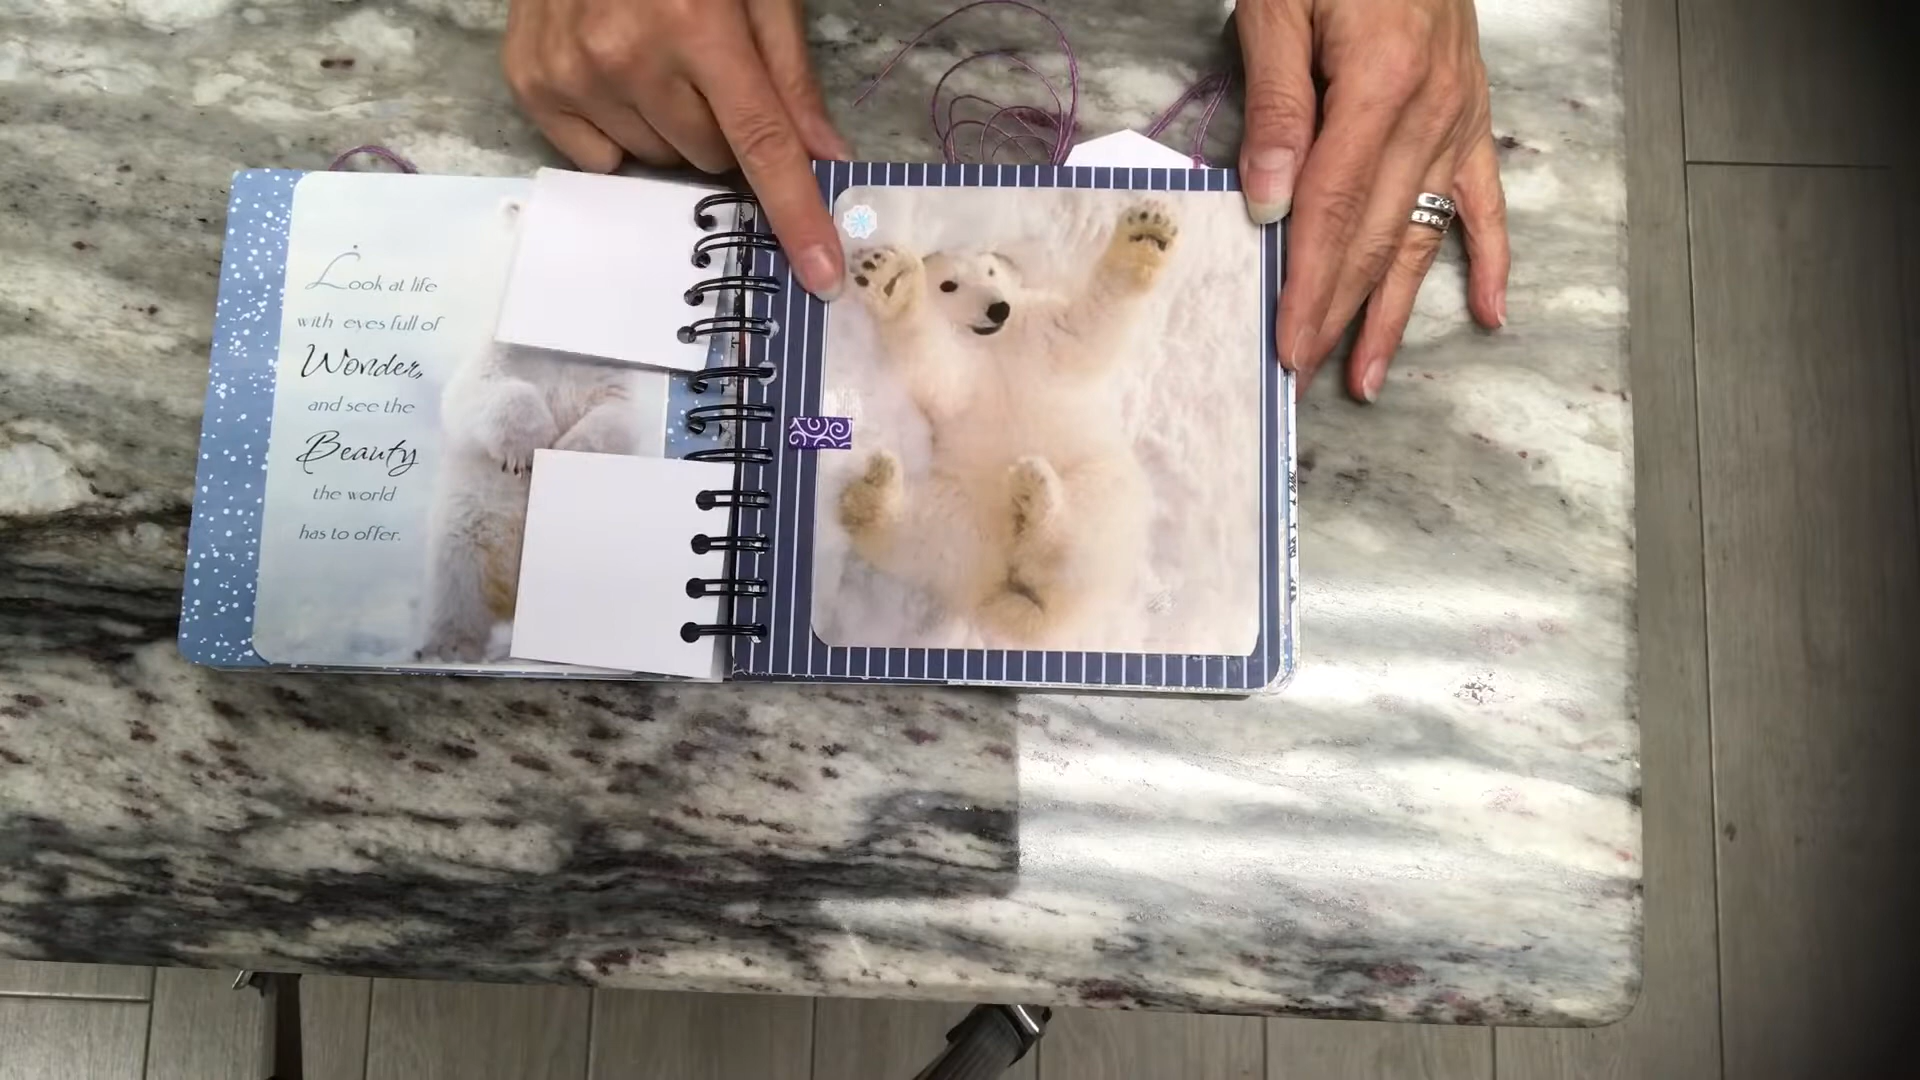 Look at life
with eyes full of
Wonder,
and see the
Beauty
the world
has to offer.